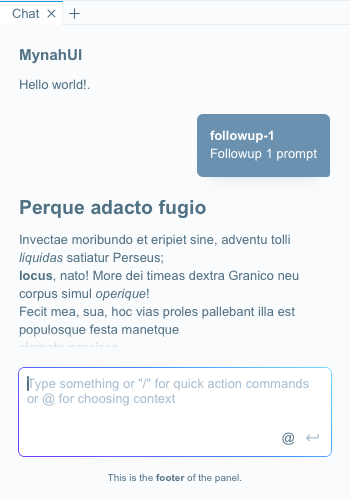 Chat
MynahUI
Hello world!.
followup-1
Followup 1 prompt
Perque adacto fugio
Invectae moribundo et eripiet sine, adventu tolli
liquidas satiatur Perseus;
locus, nato! More dei timeas dextra Granico neu
corpus simul operique!
Fecit mea, sua, hoc vias proles pallebant illa est
populosque festa manetque
Type something or "/" for quick action commands
or @ for choosing context
@
This is the footer of the panel.